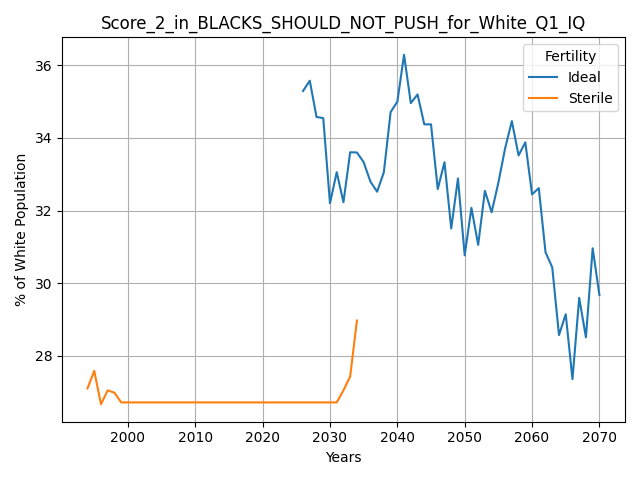 Score_2_in_BLACKS_SHOULD_NOT_PUSH_for_White_Q1_IQ
Fertility
Ideal
Sterile
36
34
32
30
28
% of White Population
2000
2010
2020
2030
2040
2050
2060
2070
Years